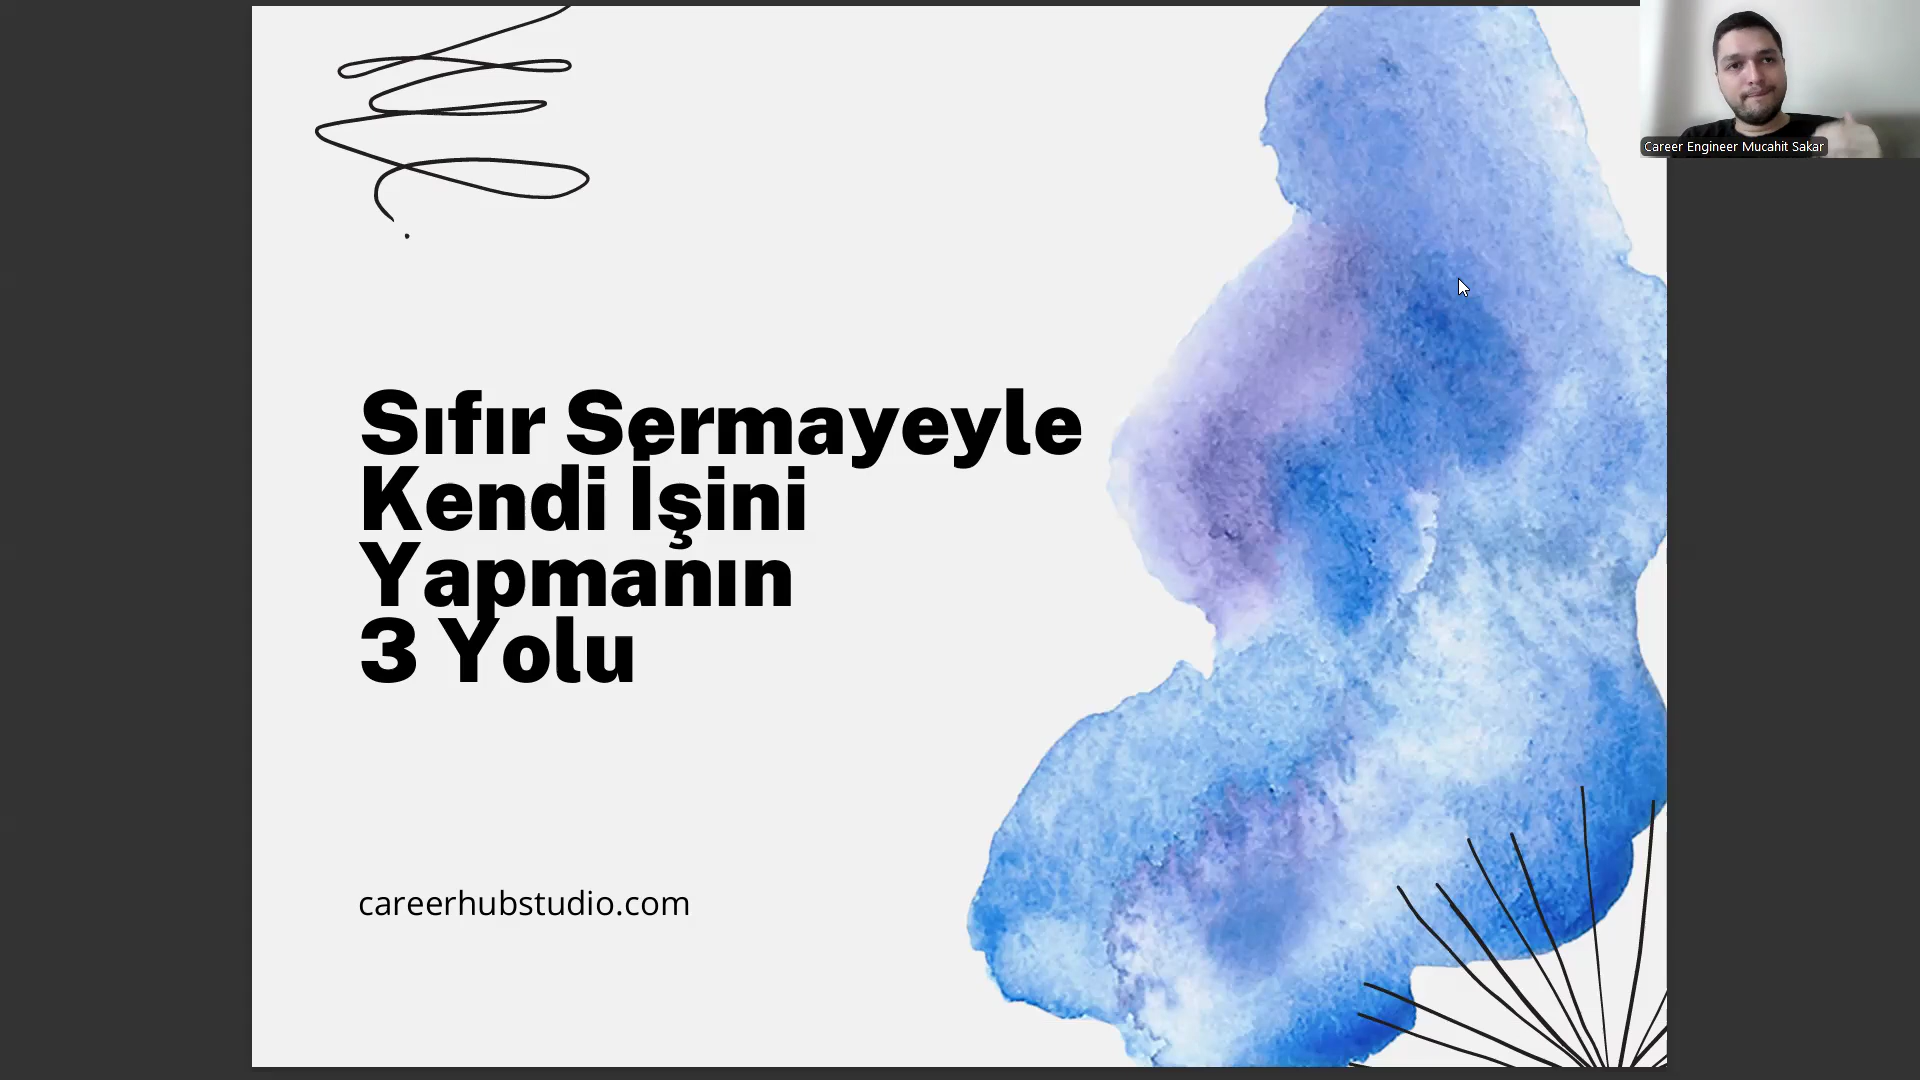 Career Engineer Mucahit Sakar
Sıfır Sermayeyle
Kendi İşini
Yapmanın
3 Yolu
careerhubstudio.com